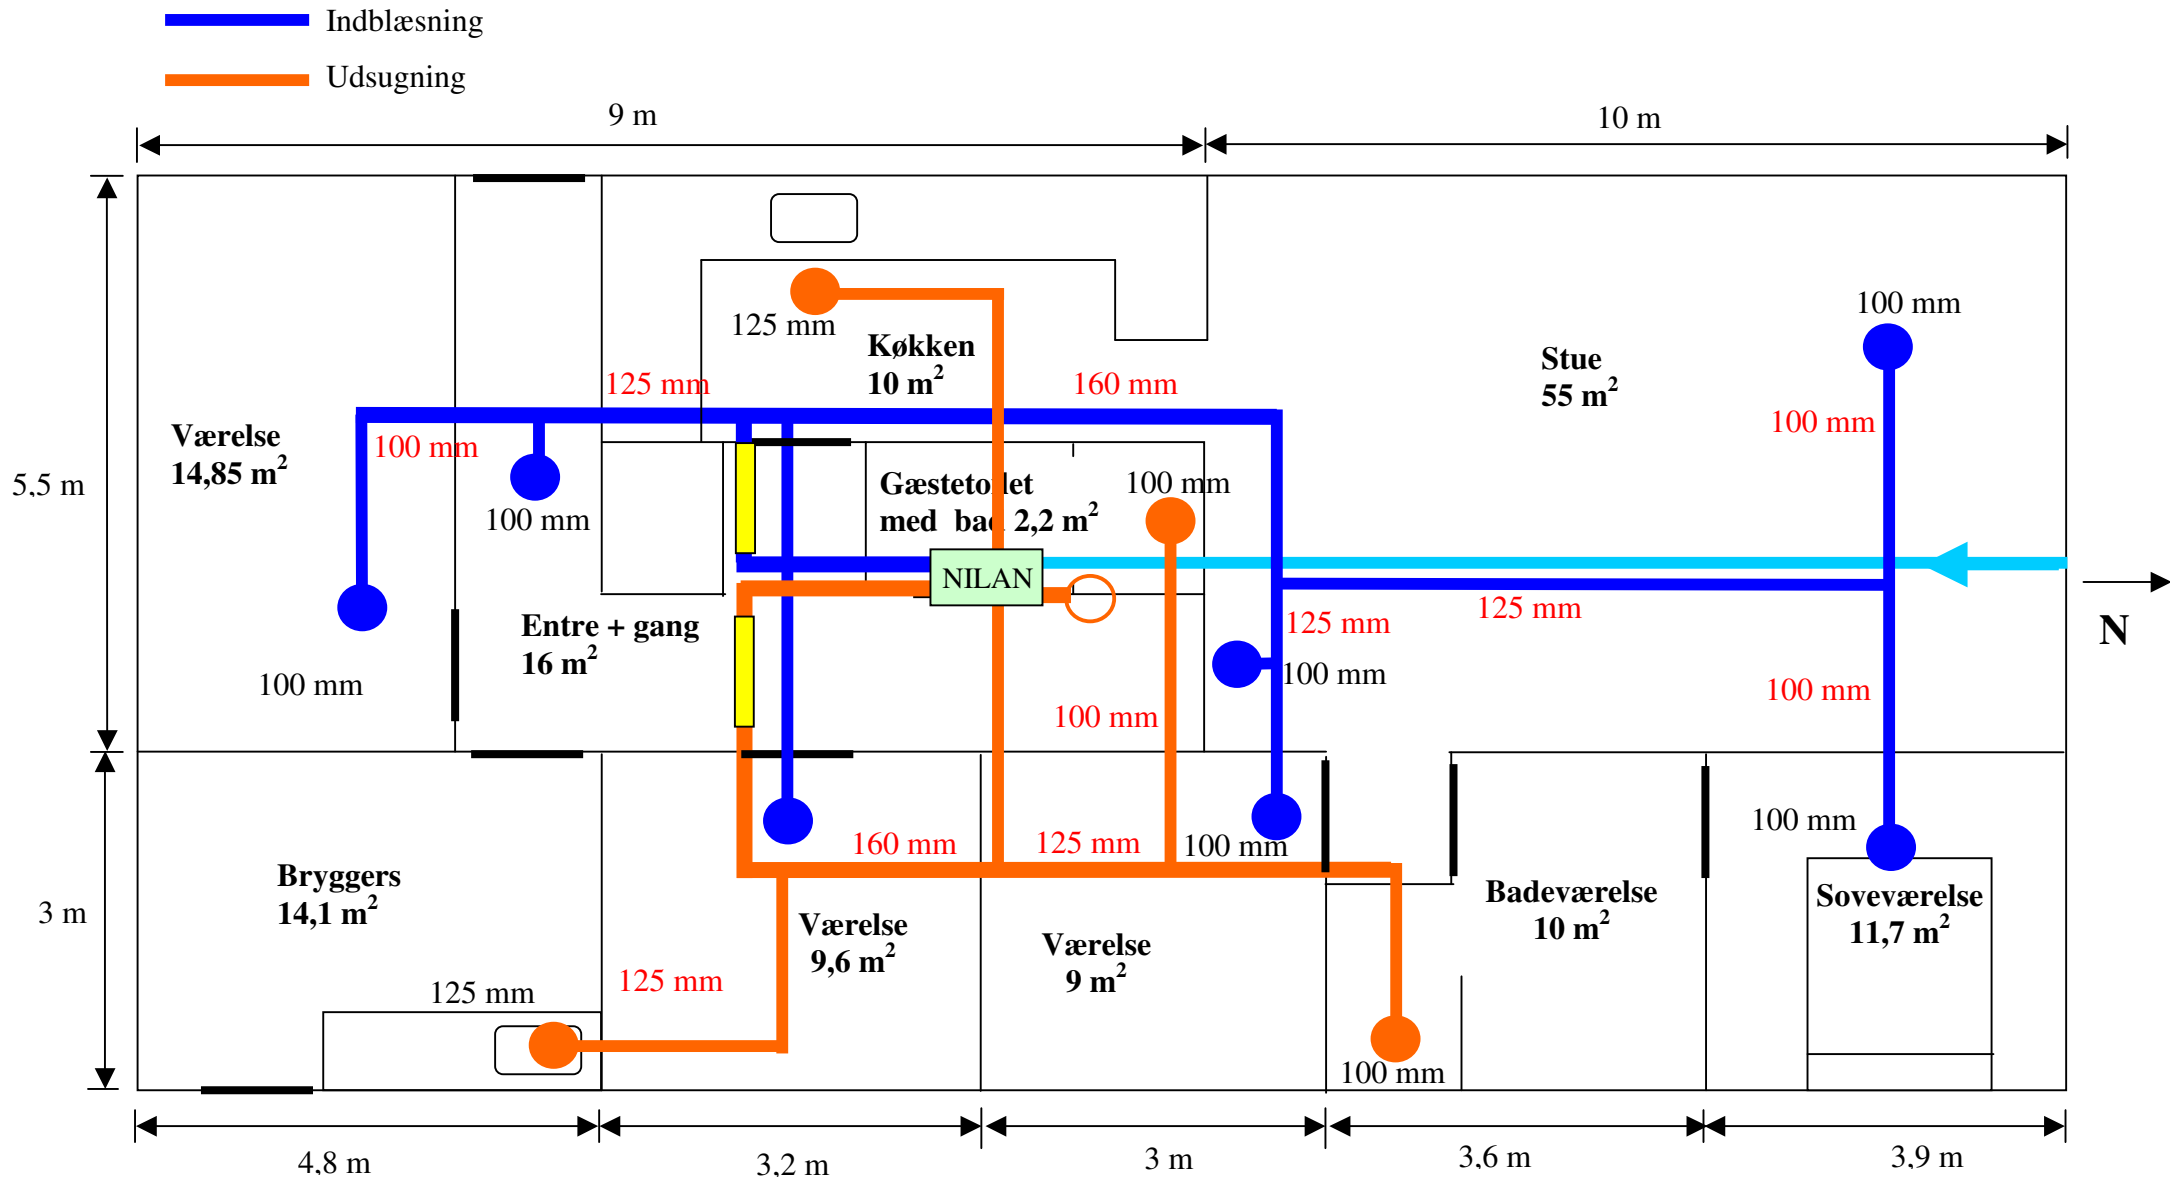 Indblæsning
Udsugning
9 m
10 m
100 mm
125 mm
Køkken
10 m²
Stue
55 m²
125 mm
160 mm
100 mm
Værelse
14,85 m²
100 mm
5,5 m
100 mm
Gæstetoilet
med bad 2,2 m²
100 mm
NILAN
125 mm
125 mm
N
Entre + gang
16 m²
100 mm
100 mm
100 mm
100 mm
100 mm
160 mm
125 mm
100 mm
Bryggers
14,1 m²
3 m
Værelse
9,6 m²
Værelse
9 m²
Badeværelse
10 m²
Soveværelse
11,7 m²
125 mm
125 mm
100 mm
4,8 m
3,2 m
3 m
3,6 m
3,9 m